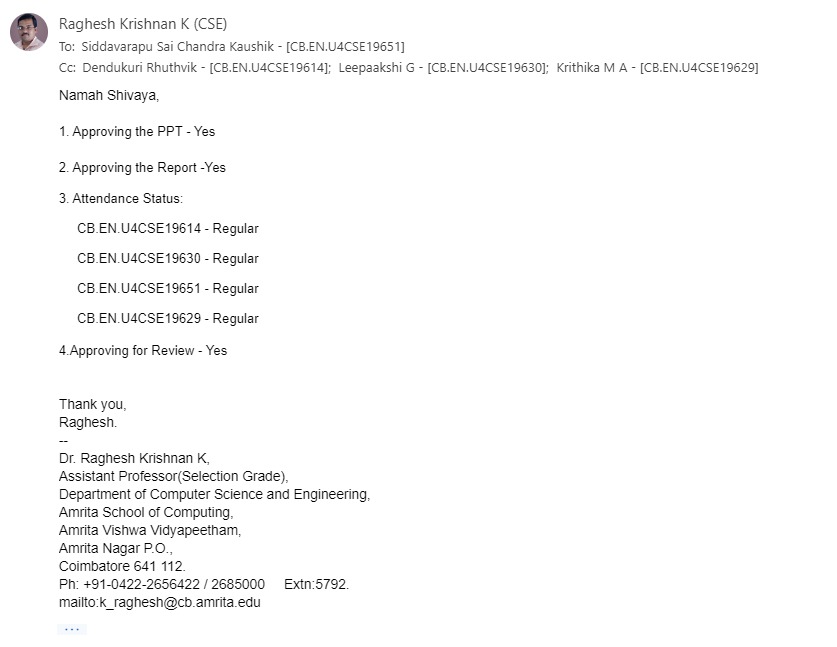 Raghesh Krishnan K (CSE)
To: Siddavarapu Sai Chandra Kaushik - [CB.EN.U4CSE19651]
Cc: Dendukuri Rhuthvik - [CB.EN.U4CSE19614]; Leepaakshi G - [CB.EN.U4CSE19630]; Krithika M A - [CB.EN.U4CSE19629]
Namah Shivaya,
1. Approving the PPT - Yes
2. Approving the Report -Yes
3. Attendance Status:
CB.EN.U4CSE19614 - Regular
CB.EN.U4CSE19630 - Regular
CB.EN.U4CSE19651 - Regular
CB.EN.U4CSE19629 - Regular
4.Approving for Review - Yes
Thank you,
Raghesh.
--
Dr. Raghesh Krishnan K,
Assistant Professor(Selection Grade),
Department of Computer Science and Engineering,
Amrita School of Computing,
Amrita Vishwa Vidyapeetham,
Amrita Nagar P.O.,
Coimbatore 641 112.
Ph: +91-0422-2656422 / 2685000 Extn:5792.
mailto:k_raghesh@cb.amrita.edu
...